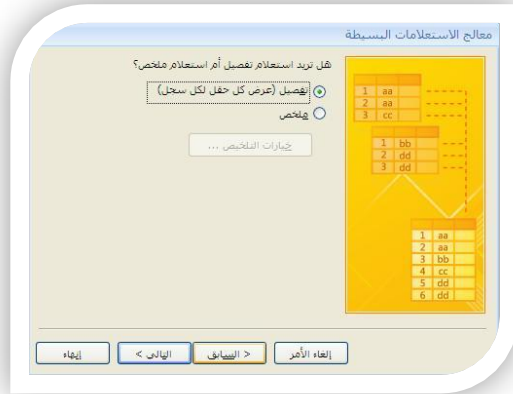 معالج الاستعلامات البسيطة
هل تريد استعلام تفصيل أم استعلام ملخص؟
تفصيل (عرض كل حقل لكل سجل)
ملخص
خيارات التلخيص ...
1 aa
2 aa
3 cc
1 bb
2 dd
3 dd
1 aa
2 aa
3 bb
4 cc
5 dd
6 dd
إلغاء الأمر
< السابق
التالي >
إنهاء